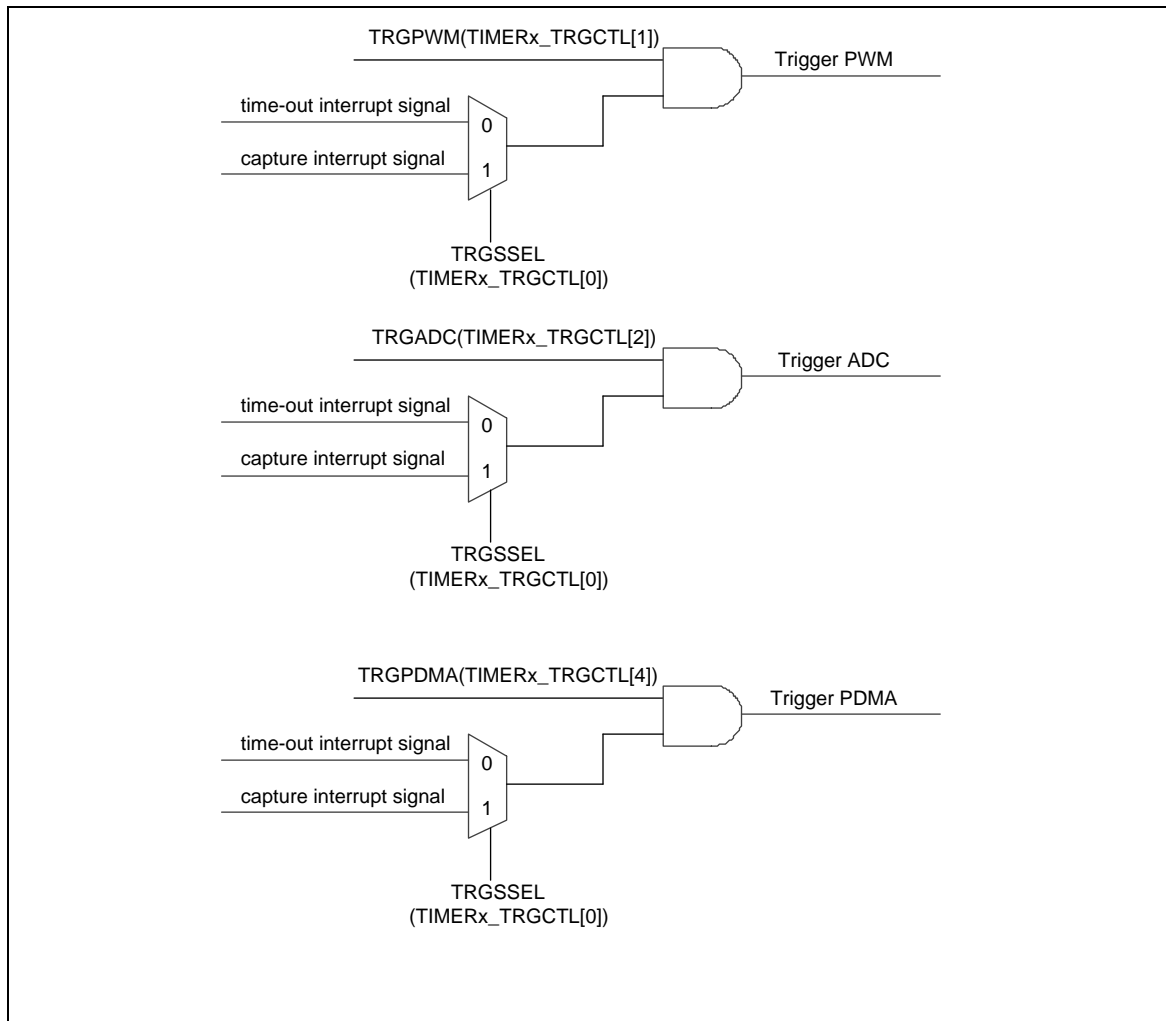 TRGPWM(TIMERx_TRGCTL[1])
Trigger PWM
time-out interrupt signal
0
capture interrupt signal
1
TRGSSEL
(TIMERx_TRGCTL[0])
TRGADC(TIMERx_TRGCTL[2])
Trigger ADC
time-out interrupt signal
0
capture interrupt signal
1
TRGSSEL
(TIMERx_TRGCTL[0])
TRGPDMA(TIMERx_TRGCTL[4])
Trigger PDMA
time-out interrupt signal
0
capture interrupt signal
1
TRGSSEL
(TIMERx_TRGCTL[0])